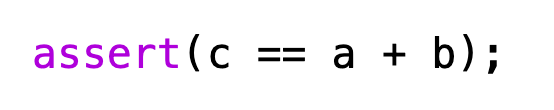 assert(c == a + b);